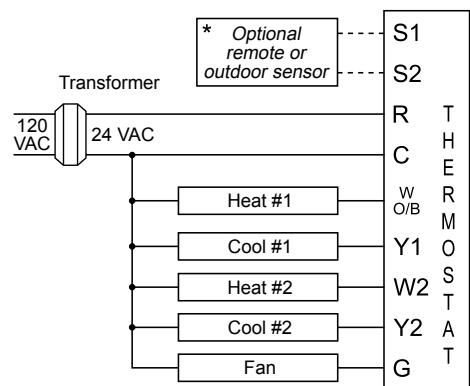 * Optional
remote or
outdoor sensor
S1
S2
Transformer
120
VAC
24 VAC
R
C
Heat #1
W
O/B
Cool #1
Y1
Heat #2
W2
Cool #2
Y2
Fan
G
THERMOSTAT